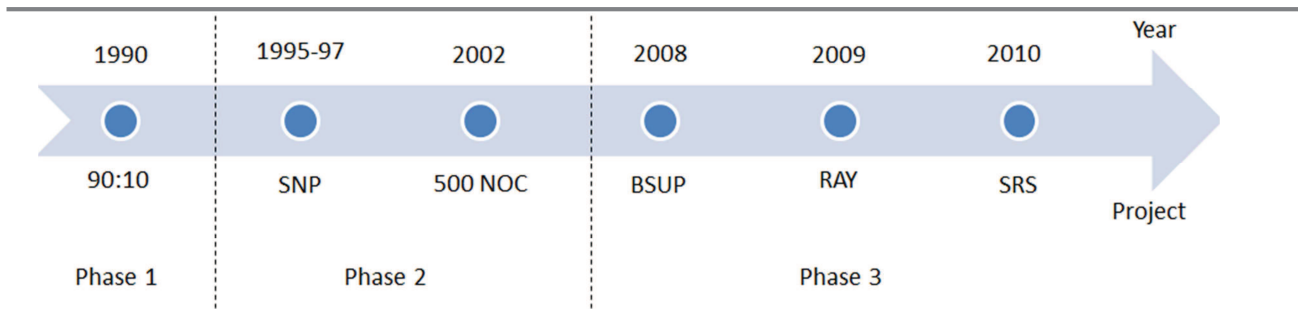 Year
1990 1995-97 2002 2008 2009 2010
90:10 SNP 500 NOC BSUP RAY SRS
Project
Phase 1 Phase 2 Phase 3